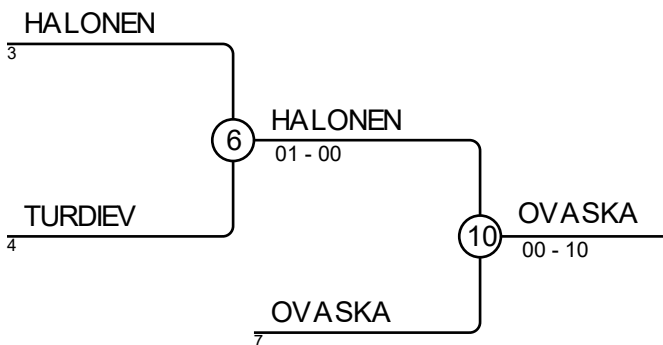 HALONEN
3
6
HALONEN
01 - 00
TURDIEV
4
10
OVASKA
00 - 10
OVASKA
7